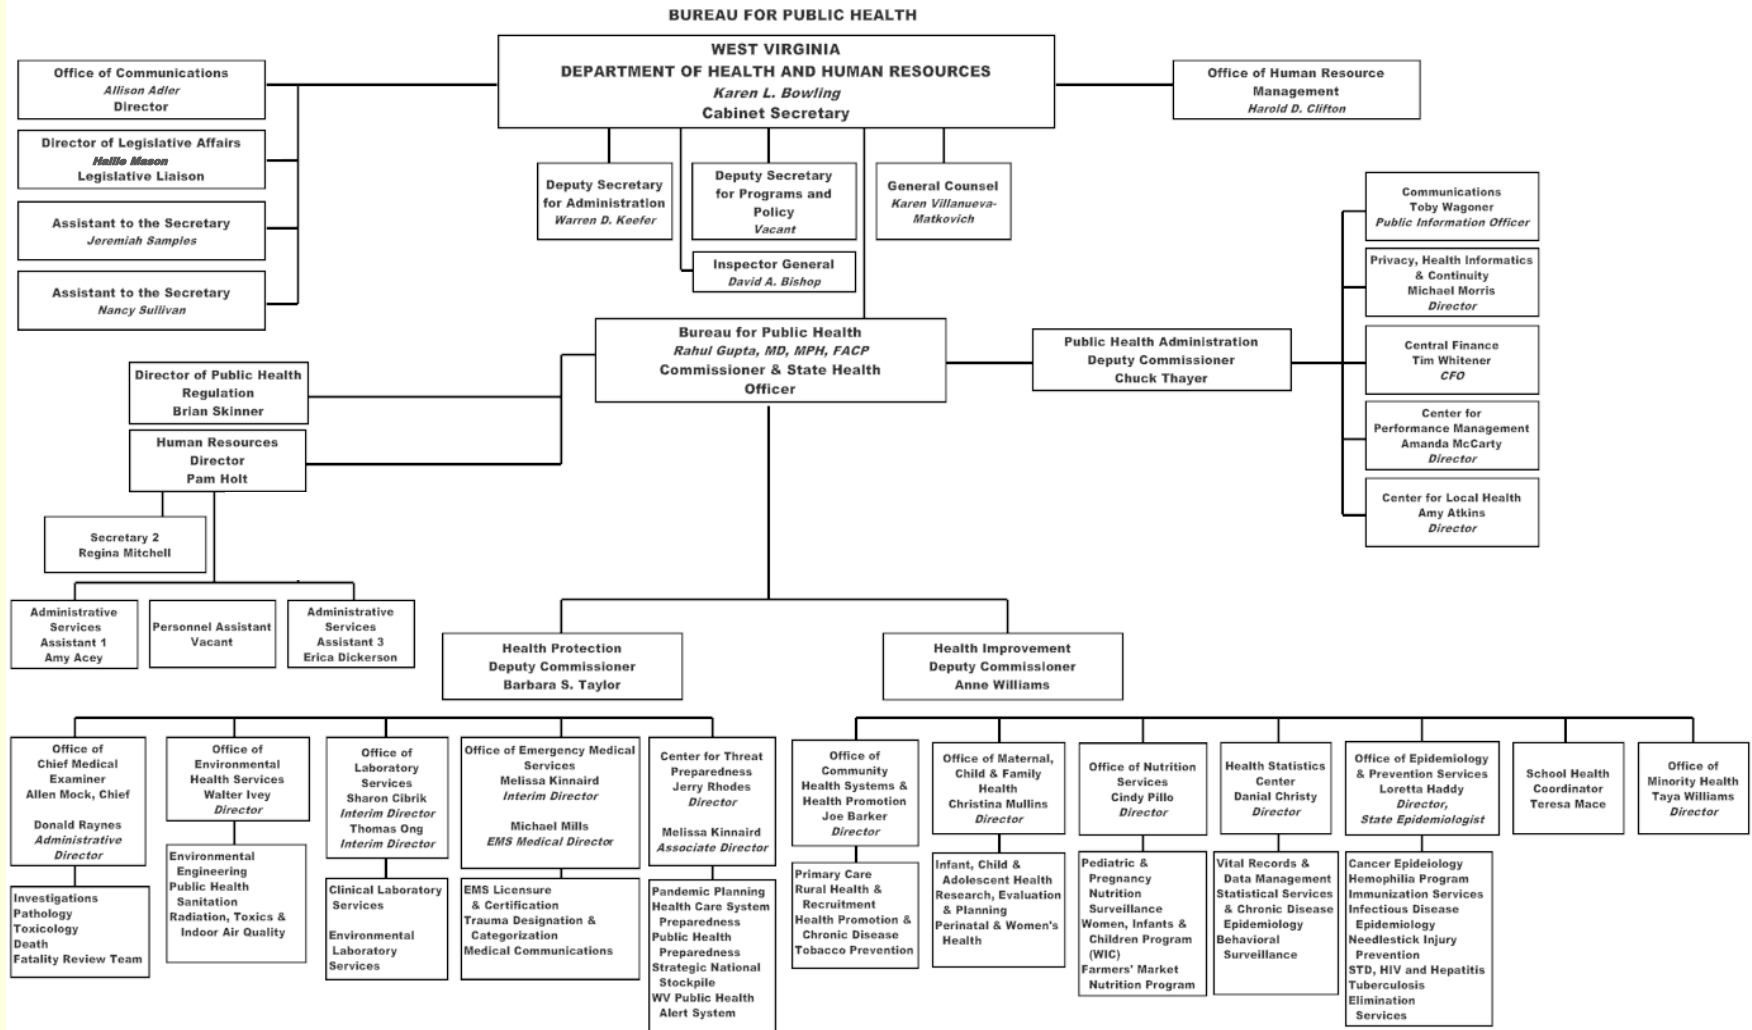 BUREAU FOR PUBLIC HEALTH
WEST VIRGINIA
DEPARTMENT OF HEALTH AND HUMAN RESOURCES
Karen L. Bowling
Cabinet Secretary
Office of Communications
Allison Adler
Director
Office of Human Resource
Management
Harold D. Clifton
Director of Legislative Affairs
Hallie Mason
Legislative Liaison
Assistant to the Secretary
Jeremiah Samples
Assistant to the Secretary
Nancy Sullivan
Deputy Secretary
for Administration
Warren D. Keefer
Deputy Secretary
for Programs and
Policy
Vacant
General Counsel
Karen Villanueva-
Matkovich
Inspector General
David A. Bishop
Bureau for Public Health
Rahul Gupta, MD, MPH, FACP
Commissioner & State Health
Officer
Public Health Administration
Deputy Commissioner
Chuck Thayer
Communications
Toby Wagoner
Public Information Officer
Privacy, Health Informatics
& Continuity
Michael Morris
Director
Central Finance
Tim Whitener
CFO
Center for
Performance Management
Amanda McCarty
Director
Center for Local Health
Amy Atkins
Director
Director of Public Health
Regulation
Brian Skinner
Human Resources
Director
Pam Holt
Secretary 2
Regina Mitchell
Administrative
Services
Assistant 1
Amy Acey
Personnel Assistant
Vacant
Administrative
Services
Assistant 3
Erica Dickerson
Health Protection
Deputy Commissioner
Barbara S. Taylor
Health Improvement
Deputy Commissioner
Anne Williams
Office of
Chief Medical
Examiner
Allen Mock, Chief
Donald Raynes
Administrative
Director
Investigations
Pathology
Toxicology
Death
Fatality Review Team
Office of
Environmental
Health Services
Walter Ivey
Director
Environmental
Engineering
Public Health
Sanitation
Radiation, Toxics &
Indoor Air Quality
Office of
Laboratory
Services
Sharon Cibrik
Interim Director
Thomas Ong
Interim Director
Clinical Laboratory
Services
Environmental
Laboratory
Services
Office of Emergency Medical
Services
Melissa Kinnaird
Interim Director
Michael Mills
EMS Medical Director
EMS Licensure
& Certification
Trauma Designation &
Categorization
Medical Communications
Center for Threat
Preparedness
Jerry Rhodes
Director
Melissa Kinnaird
Associate Director
Pandemic Planning
Health Care System
Preparedness
Public Health
Preparedness
Strategic National
Stockpile
WV Public Health
Alert System
Office of
Community
Health Systems &
Health Promotion
Joe Barker
Director
Primary Care
Rural Health &
Recruitment
Health Promotion &
Chronic Disease
Tobacco Prevention
Office of Maternal,
Child & Family
Health
Christina Mullins
Director
Infant, Child &
Adolescent Health
Research, Evaluation
& Planning
Perinatal & Women's
Health
Office of Nutrition
Services
Cindy Pillo
Director
Pediatric &
Pregnancy
Nutrition
Surveillance
Women, Infants &
Children Program
(WIC)
Farmers' Market
Nutrition Program
Health Statistics
Center
Danial Christy
Director
Vital Records &
Data Management
Statistical Services
& Chronic Disease
Epidemiology
Behavioral
Surveillance
Office of Epidemiology
& Prevention Services
Loretta Haddy
Director,
State Epidemiologist
Cancer Epideiology
Hemophilia Program
Immunization Services
Infectious Disease
Epidemiology
Needlestick Injury
Prevention
STD, HIV and Hepatitis
Tuberculosis
Elimination
Services
School Health
Coordinator
Teresa Mace
Office of
Minority Health
Taya Williams
Director